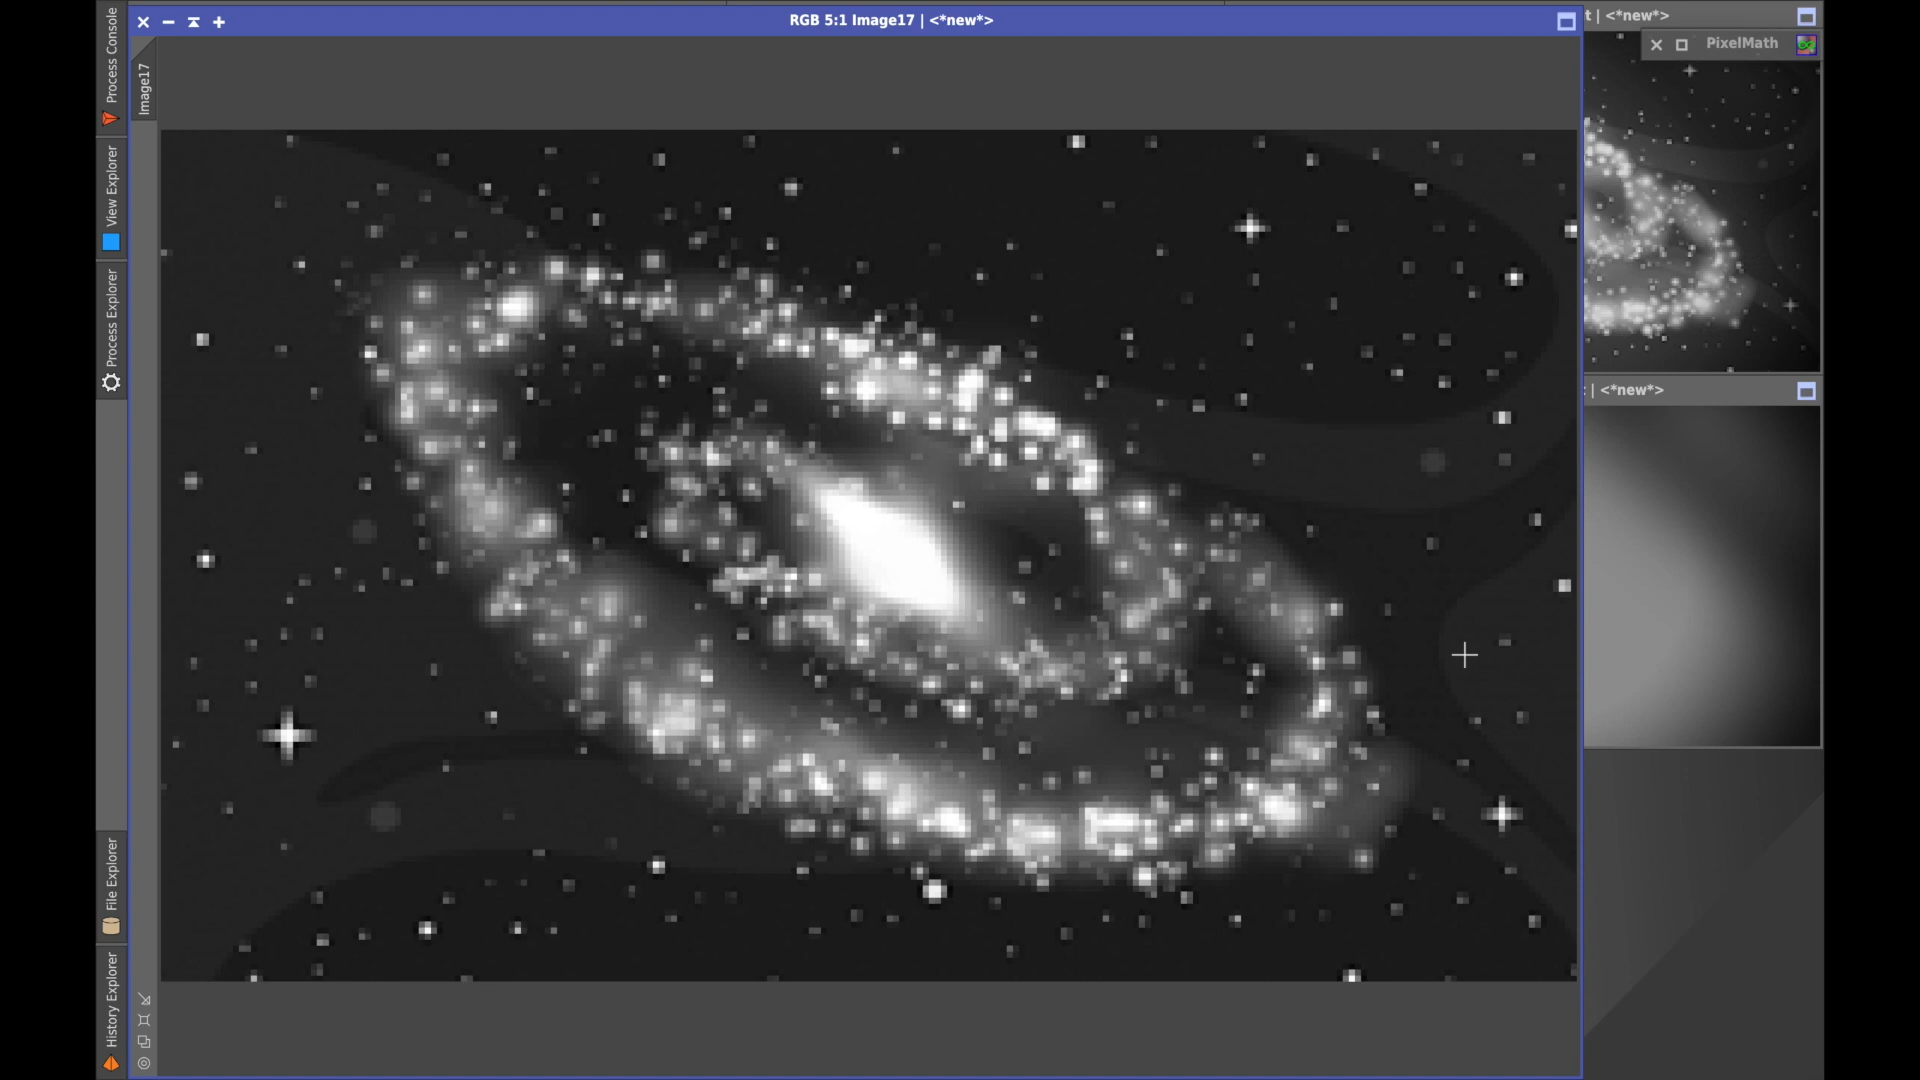 RGB 5:1 Image17 | <*new*>
t | <*new*>
PixelMath
Process Console
Image17
View Explorer
Process Explorer
| <*new*>
File Explorer
History Explorer